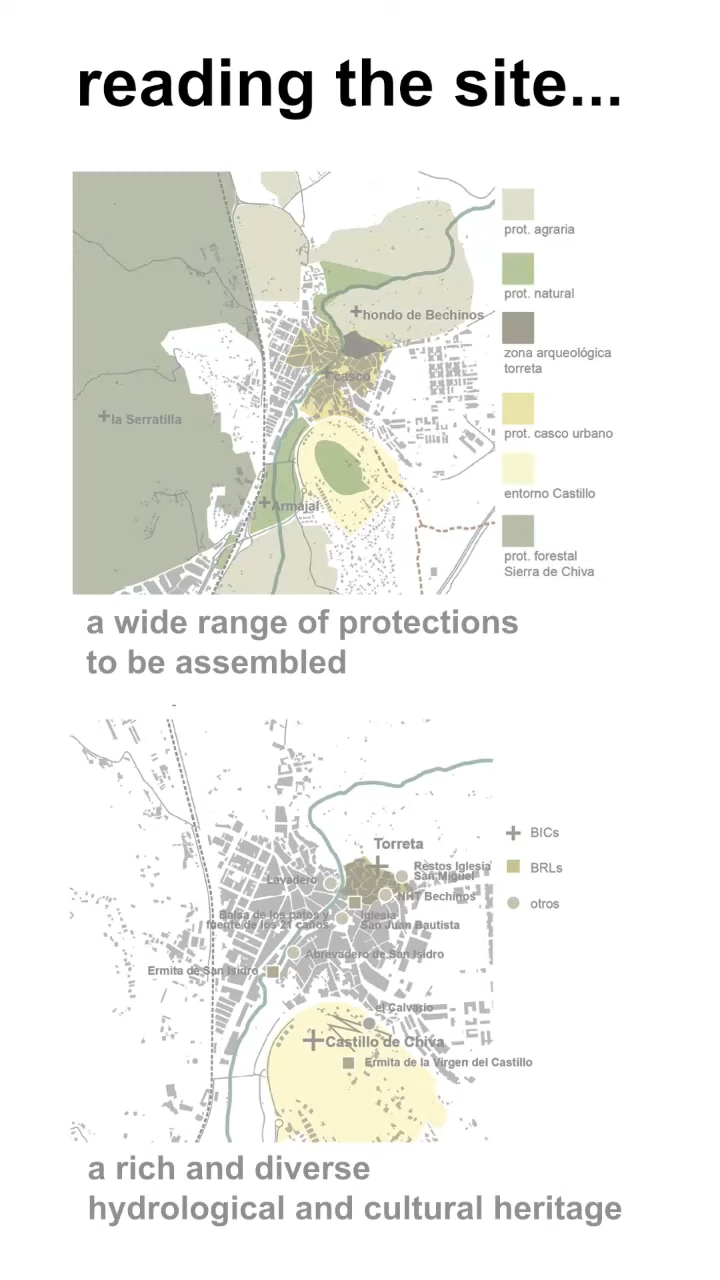 reading the site...
prot. agraria
prot. natural
hondo de Bechinos
zona arqueológica
torreta
casco
la Serratilla
prot. casco urbano
entorno Castillo
Armajal
prot. forestal
Sierra de Chiva
a wide range of protections
to be assembled
BICs
Torreta
Restos Iglesia
San Miguel
BRLs
Lavadero
NHT Bechinos
otros
Balsa de los patos y
fuente de los 21 caños
Iglesia
San Juan Bautista
Abrevadero de San Isidro
Ermita de San Isidro
el Calvario
Castillo de Chiva
Ermita de la Virgen del Castillo
a rich and diverse
hydrological and cultural heritage